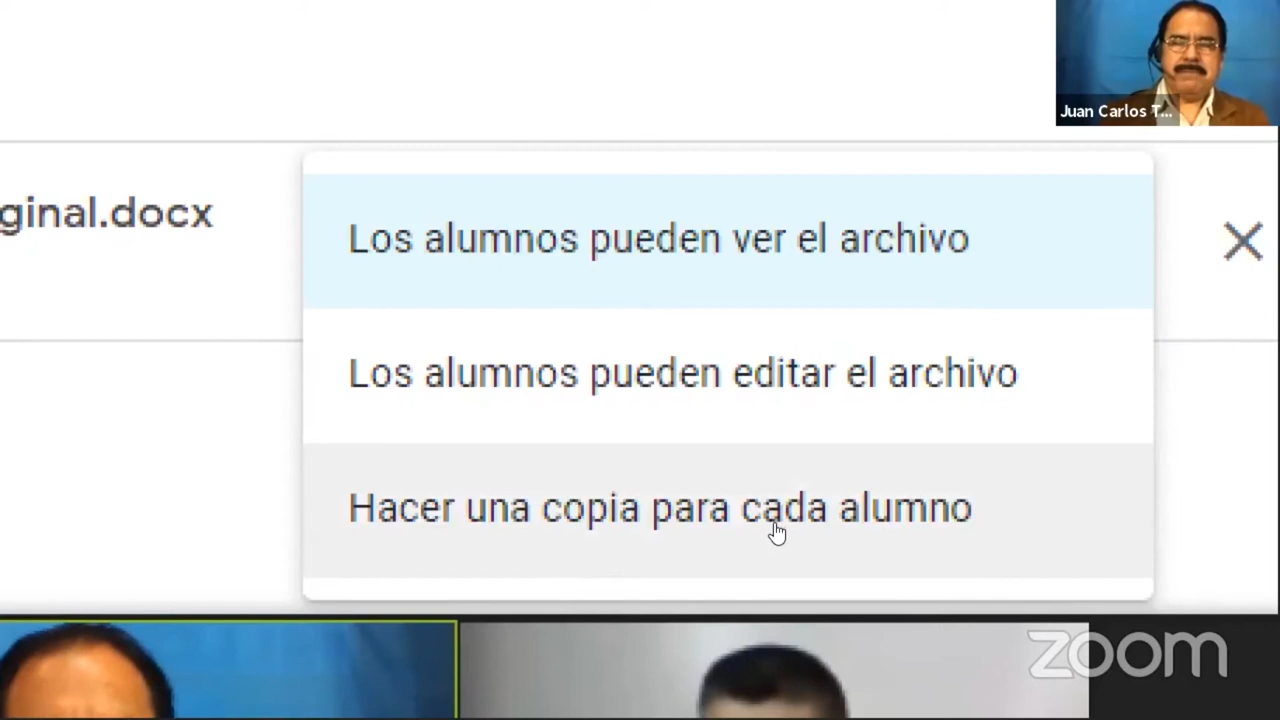 Juan Carlos T...
ginal.docx
Los alumnos pueden ver el archivo
Los alumnos pueden editar el archivo
Hacer una copia para cada alumno
zoom